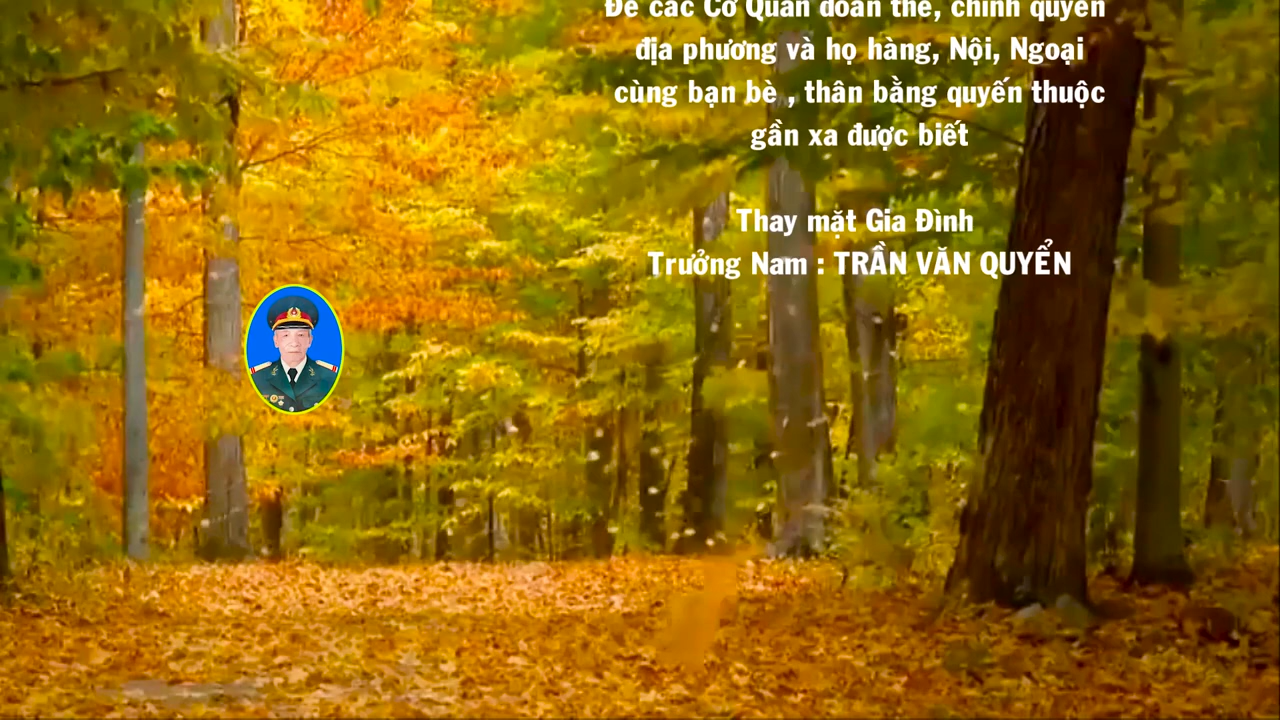 Để các Cơ Quan đoàn thể, chính quyền
địa phương và họ hàng, Nội, Ngoại
cùng bạn bè , thân bằng quyến thuộc
gần xa được biết
Thay mặt Gia Đình
Trưởng Nam : TRẦN VĂN QUYỂN